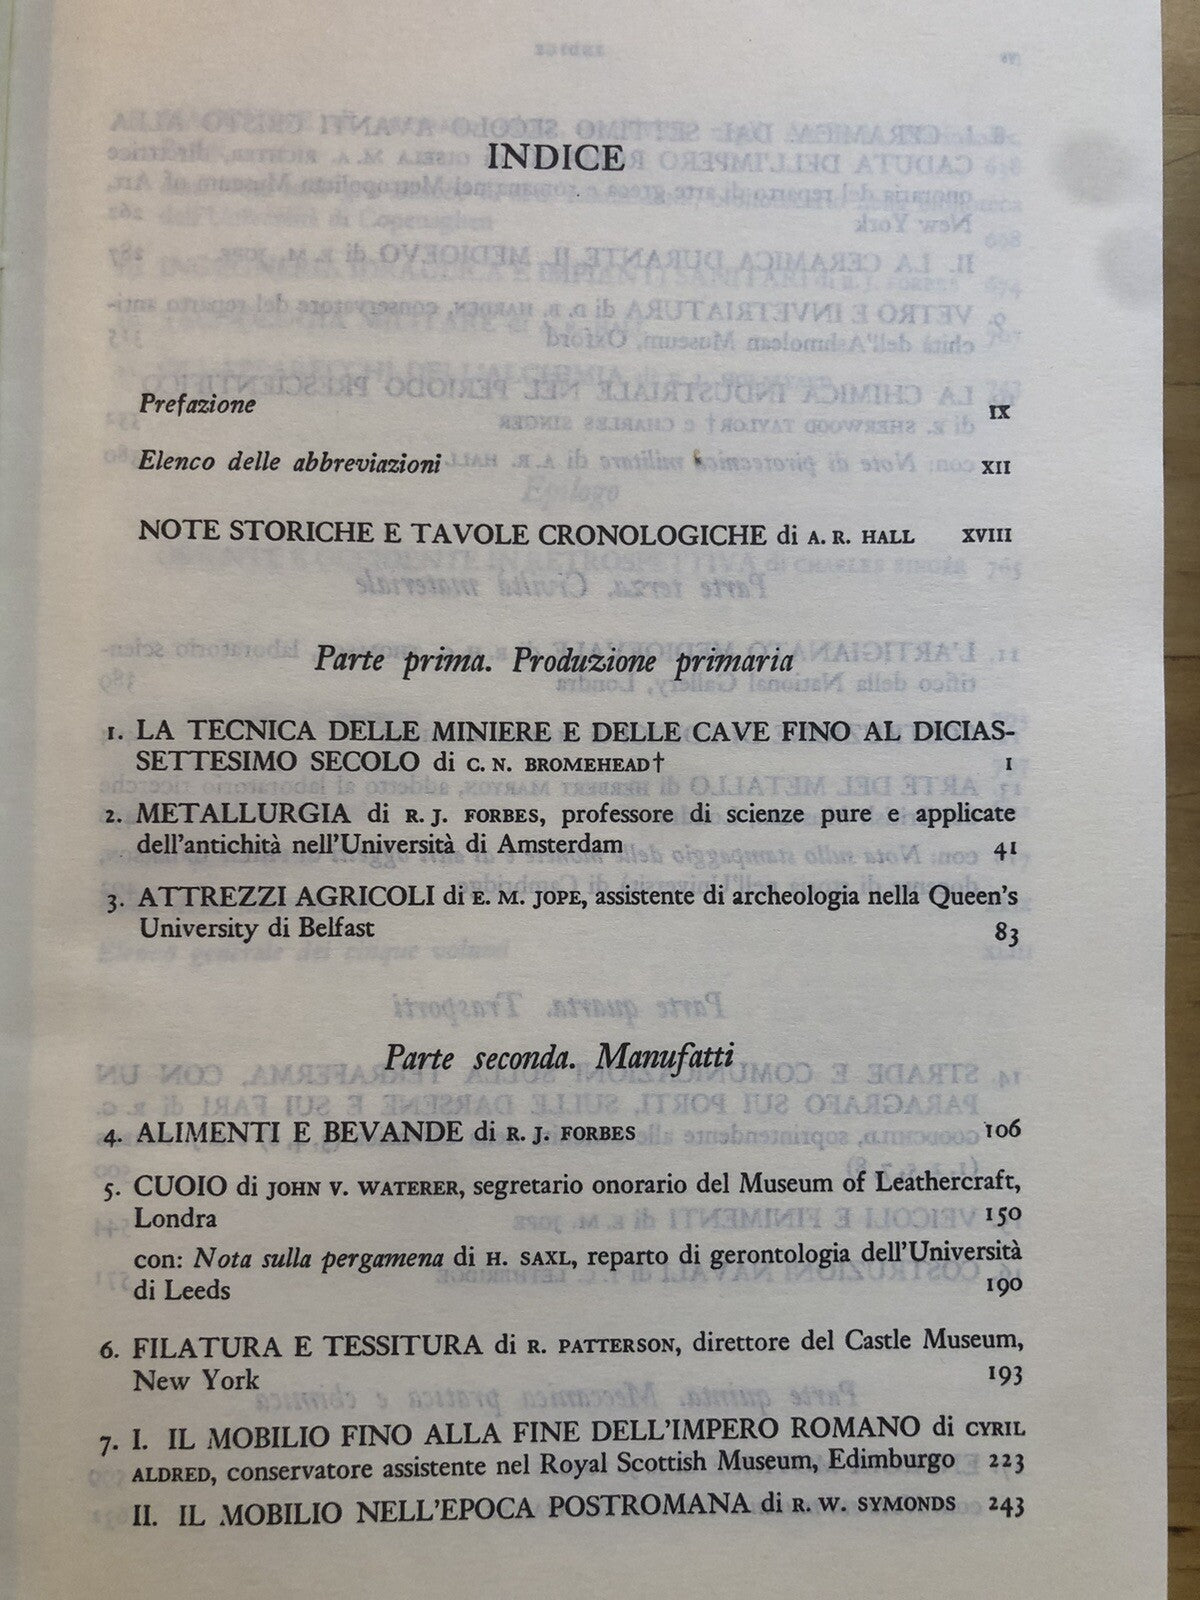 INDICE
Prefazione IX
Elenco delle abbreviazioni XII
NOTE STORICHE E TAVOLE CRONOLOGICHE di A. R. HALL XVIII
Parte prima. Produzione primaria
1. LA TECNICA DELLE MINIERE E DELLE CAVE FINO AL DICIAS-
SETTESIMO SECOLO di C. N. BROMEHEAD† 1
2. METALLURGIA di R. J. FORBES, professore di scienze pure e applicate
dell'antichità nell'Università di Amsterdam 41
3. ATTREZZI AGRICOLI di E. M. JOPE, assistente di archeologia nella Queen's
University di Belfast 83
Parte seconda. Manufatti
4. ALIMENTI E BEVANDE di R. J. FORBES 106
5. CUOIO di JOHN V. WATERER, segretario onorario del Museum of Leathercraft,
Londra 150
con: Nota sulla pergamena di H. SAXL, reparto di gerontologia dell'Università
di Leeds 190
6. FILATURA E TESSITURA di R. PATTERSON, direttore del Castle Museum,
New York 193
7. I. IL MOBILIO FINO ALLA FINE DELL'IMPERO ROMANO di CYRIL
ALDRED, conservatore assistente nel Royal Scottish Museum, Edimburgo 223
II. IL MOBILIO NELL'EPOCA POSTROMANA di R. W. SYMONDS 243